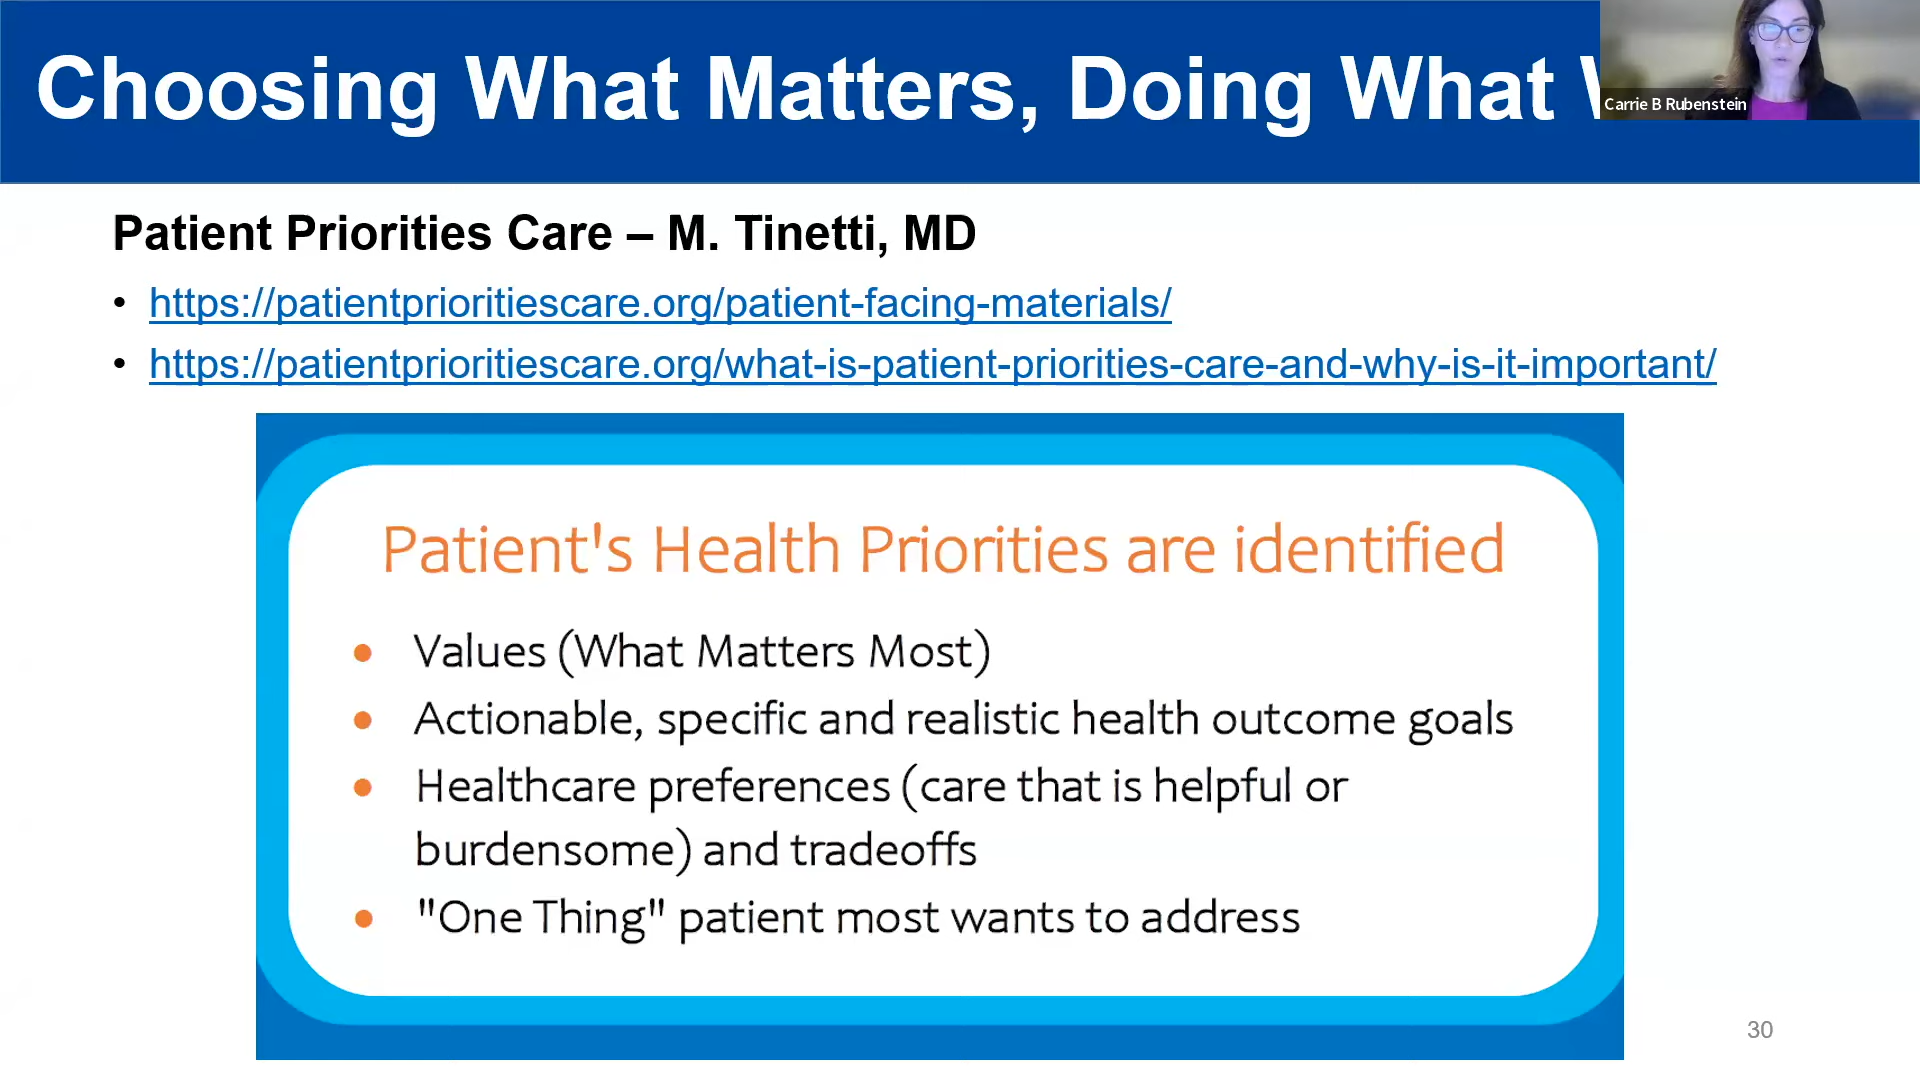 Choosing What Matters, Doing What
Carrie B Rubenstein
Patient Priorities Care – M. Tinetti, MD
• https://patientprioritiescare.org/patient-facing-materials/
• https://patientprioritiescare.org/what-is-patient-priorities-care-and-why-is-it-important/
Patient's Health Priorities are identified
• Values (What Matters Most)
• Actionable, specific and realistic health outcome goals
• Healthcare preferences (care that is helpful or
burdensome) and tradeoffs
• "One Thing" patient most wants to address
30